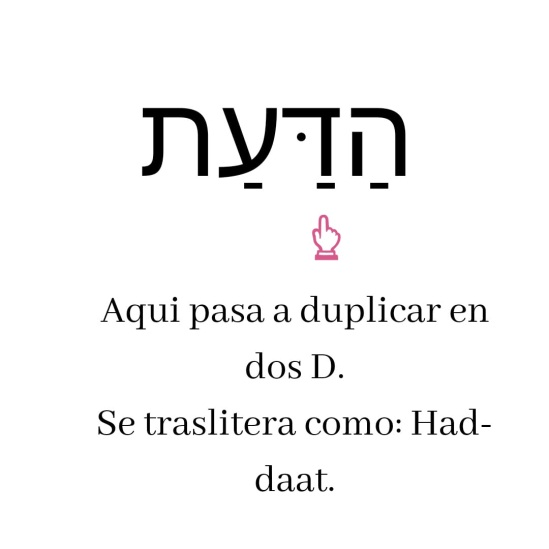 הַדַּעַת
Aqui pasa a duplicar en
dos D.
Se traslitera como: Had-
daat.